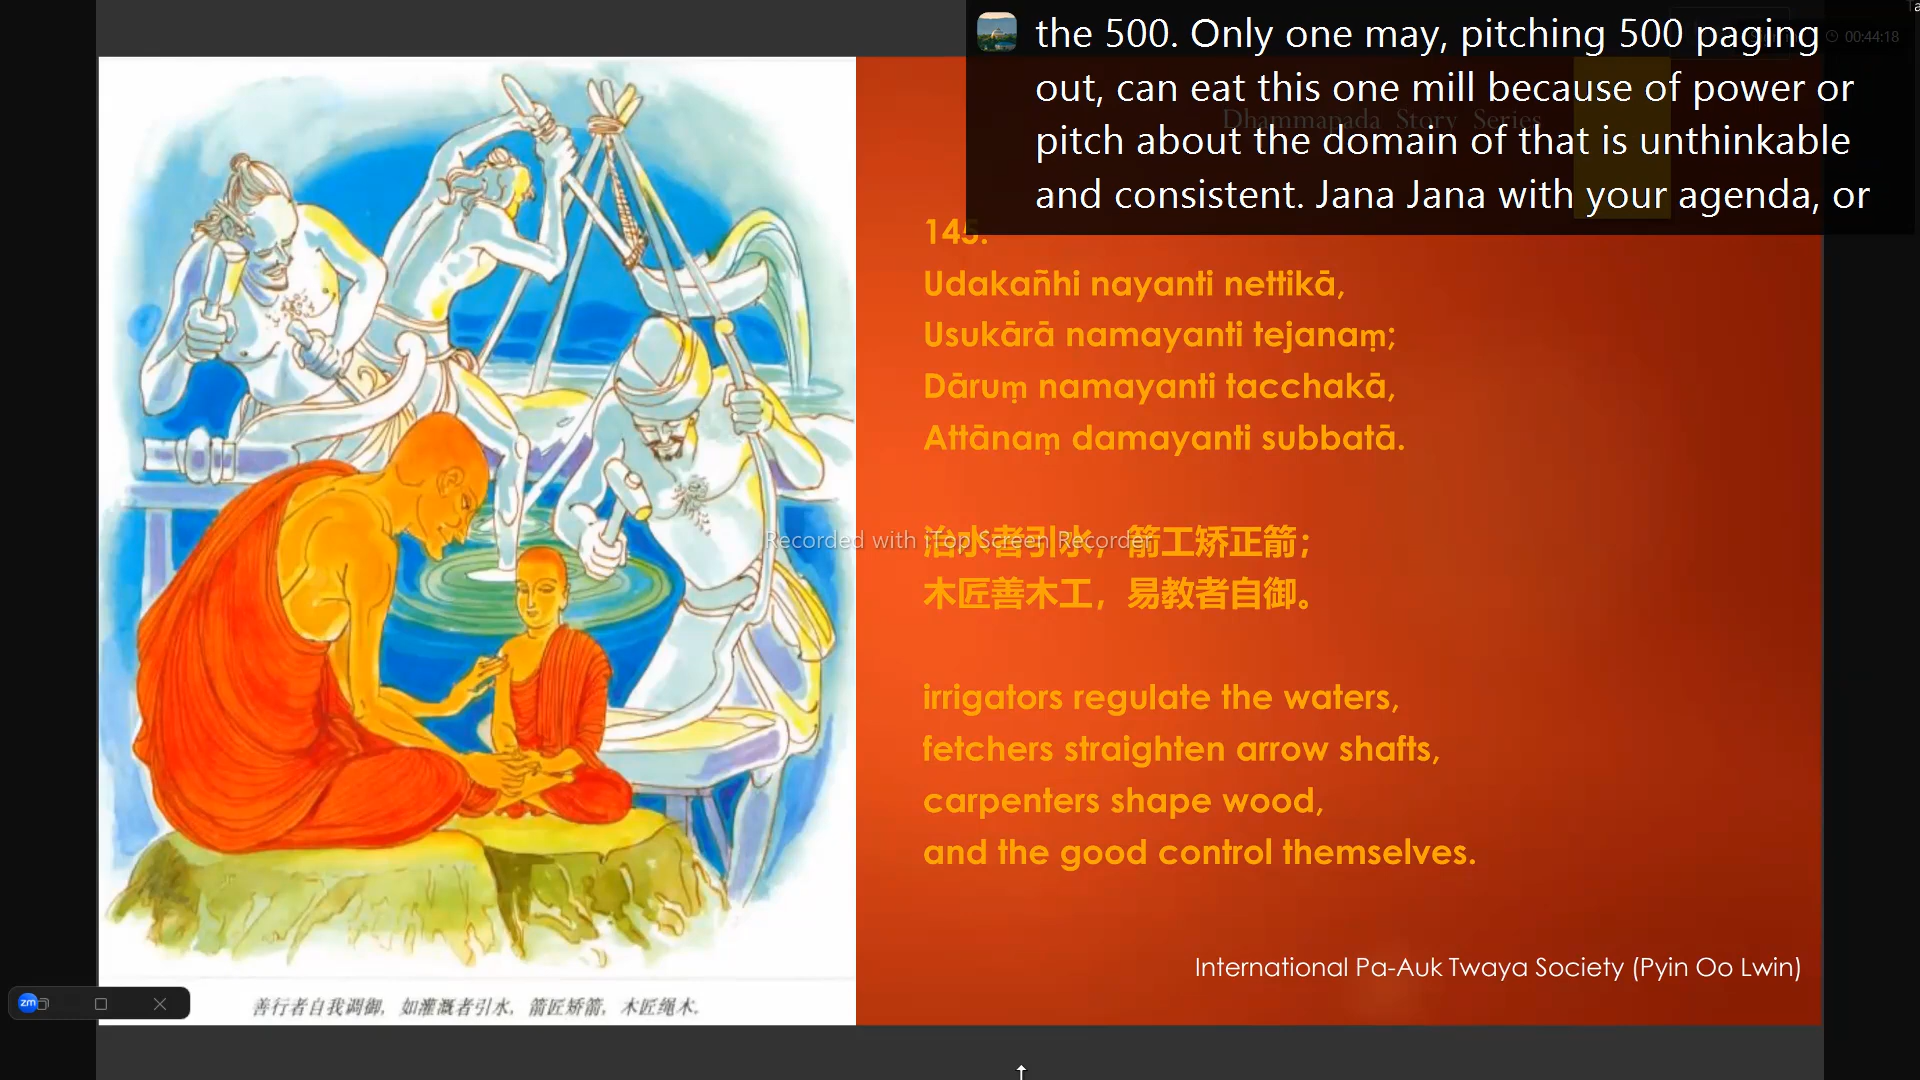 the 500. Only one may, pitching 500 paging
out, can eat this one mill because of power or
pitch about the domain of that is unthinkable
and consistent. Jana Jana with your agenda, or
00:44:18
Dhammapada Story Series
145.
Udakañhi nayanti nettikā,
Usukārā namayanti tejanaṃ;
Dāruṃ namayanti tacchakā,
Attānaṃ damayanti subbatā.
治水者引水，箭工矫正箭；
木匠善木工，易教者自御。
Recorded with iTop Screen Recorder
irrigators regulate the waters,
fetchers straighten arrow shafts,
carpenters shape wood,
and the good control themselves.
International Pa-Auk Twaya Society (Pyin Oo Lwin)
zm
善行者自我调御，如灌溉者引水，箭匠矫箭，木匠绳木。